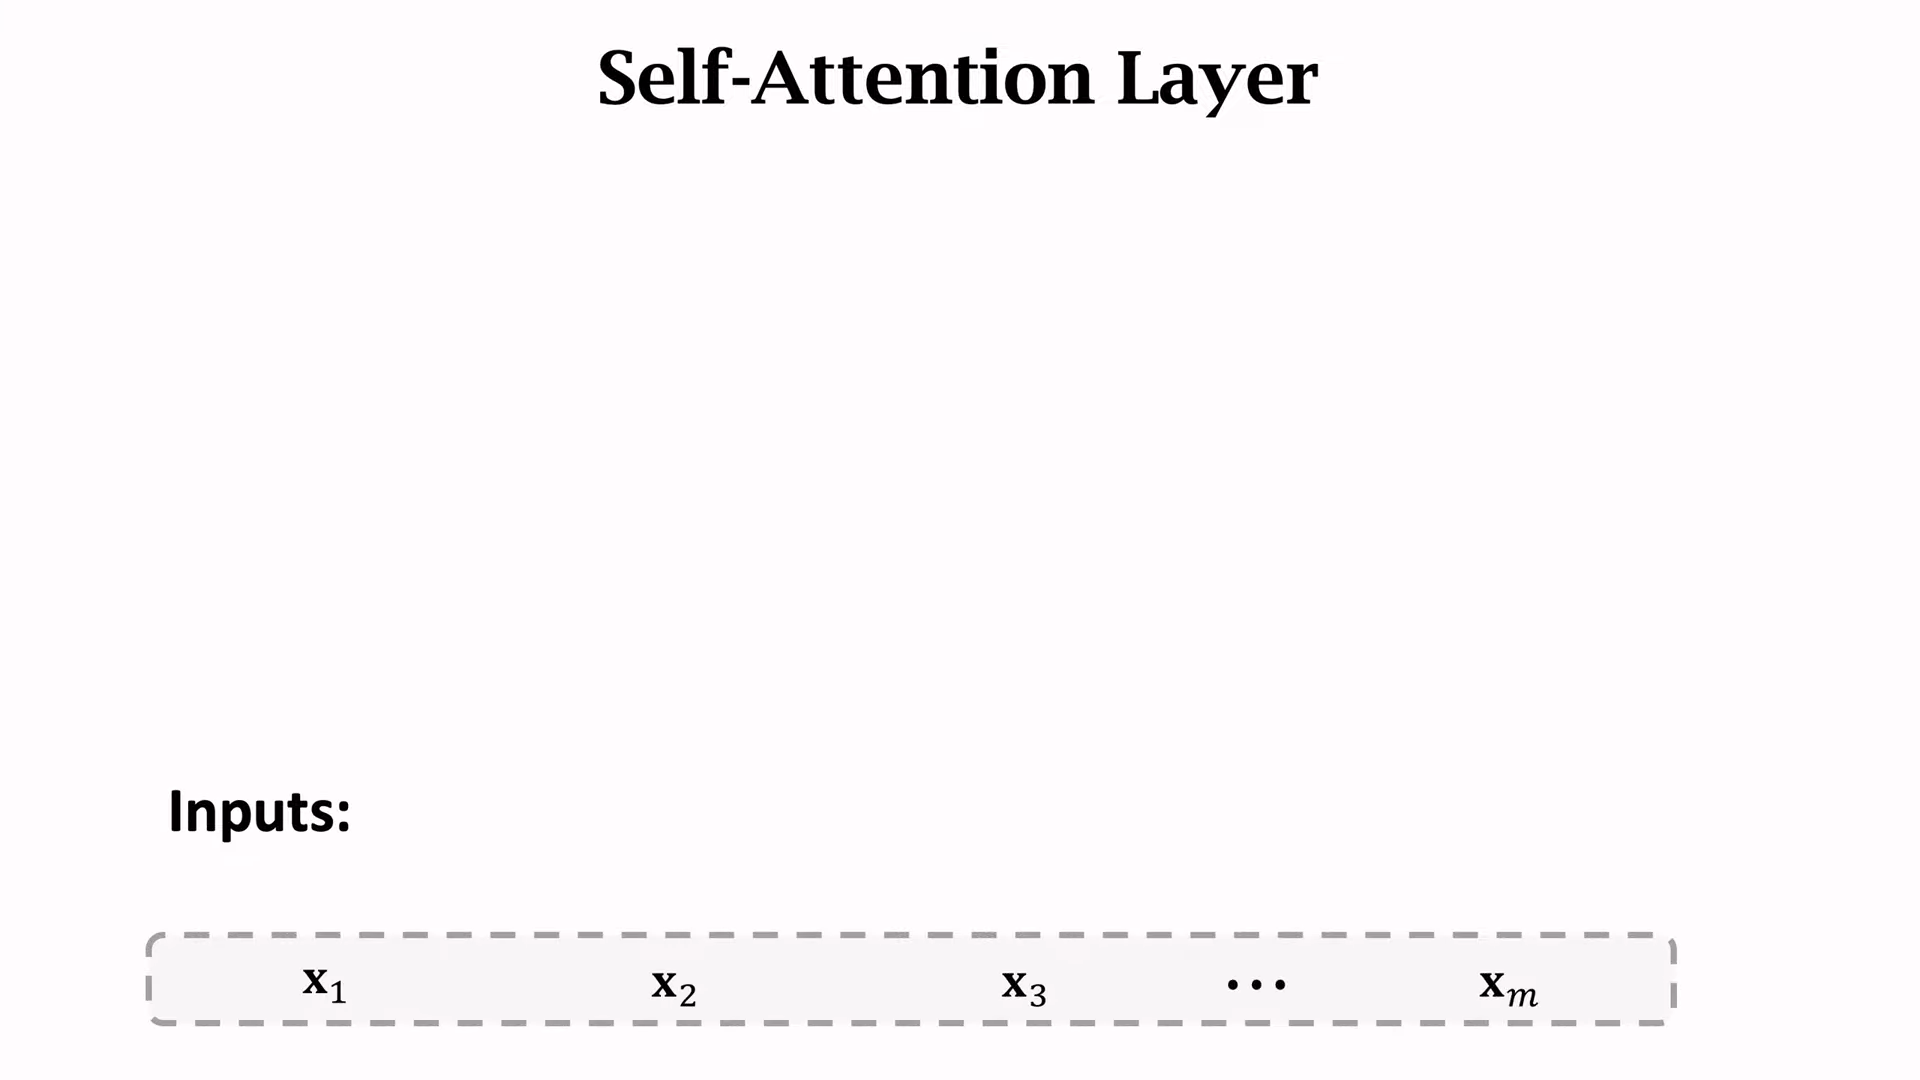 Self-Attention Layer
Inputs:
x₁ x₂ x₃ ⋯ xₘ